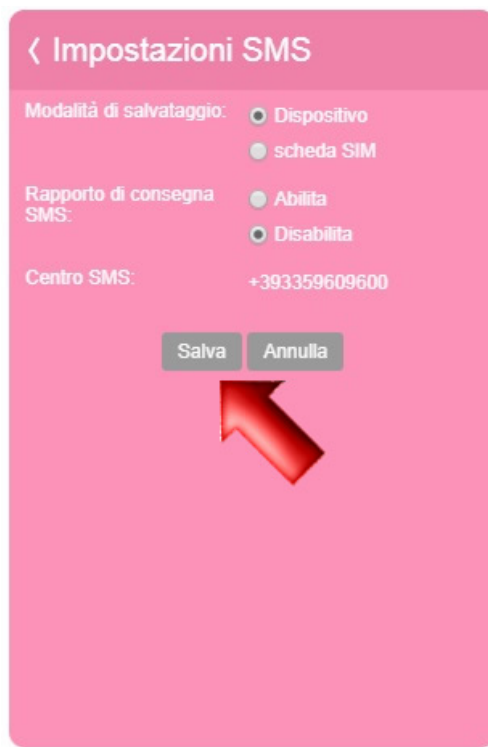 Impostazioni SMS
Modalità di salvataggio:
Dispositivo
scheda SIM
Rapporto di consegna
SMS:
Abilita
Disabilita
Centro SMS:
+393359609600
Salva
Annulla